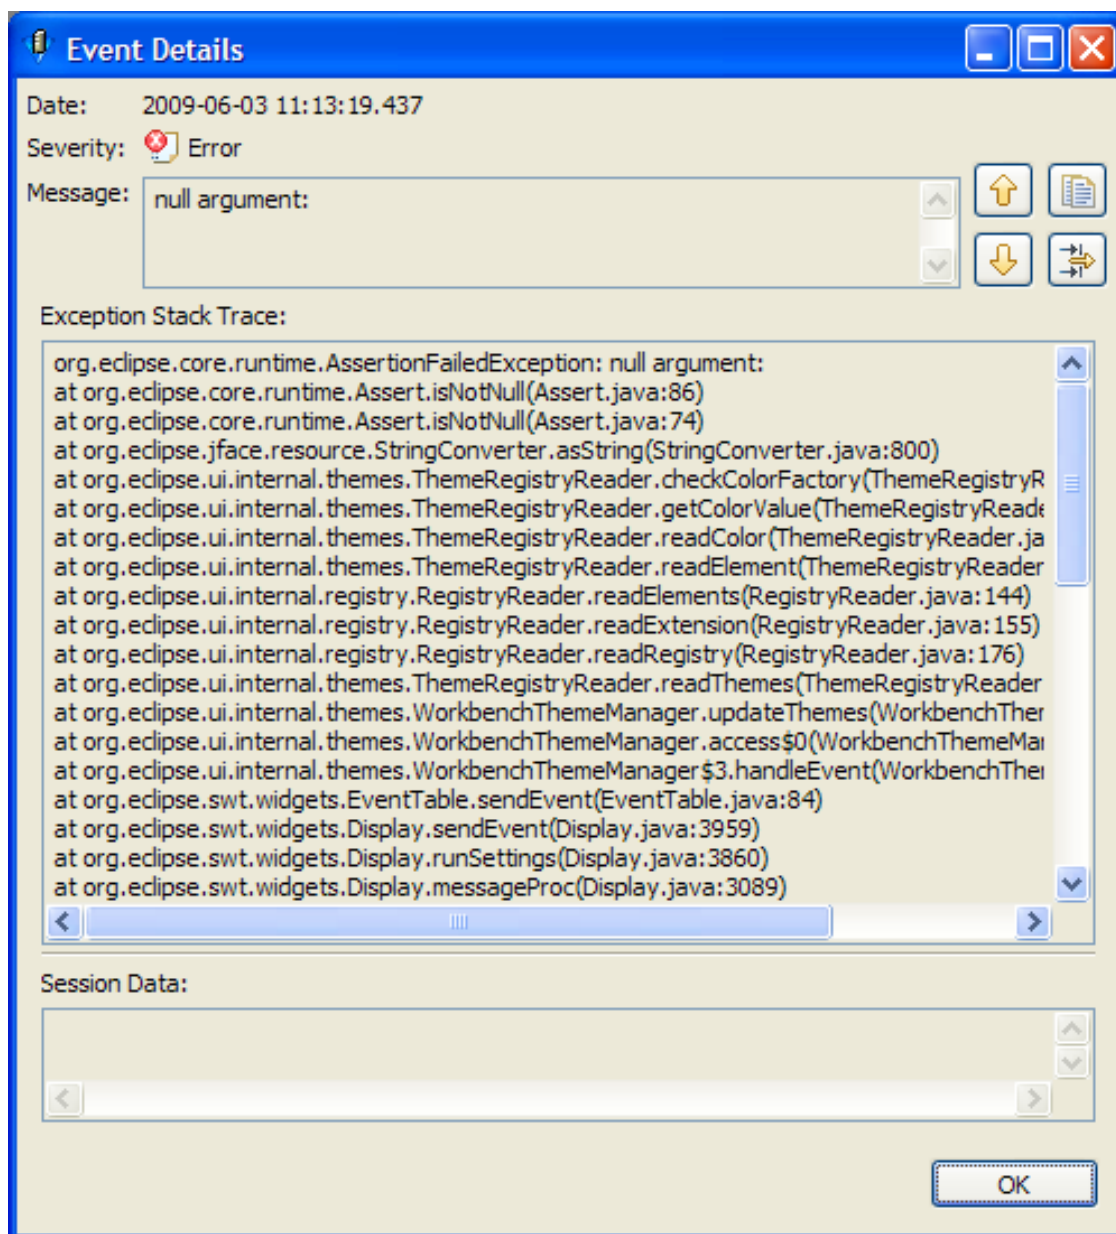 Event Details
Date: 2009-06-03 11:13:19.437
Severity: Error
Message: null argument:
Exception Stack Trace:
org.eclipse.core.runtime.AssertionFailedException: null argument:
at org.eclipse.core.runtime.Assert.isNotNull(Assert.java:86)
at org.eclipse.core.runtime.Assert.isNotNull(Assert.java:74)
at org.eclipse.jface.resource.StringConverter.asString(StringConverter.java:800)
at org.eclipse.ui.internal.themes.ThemeRegistryReader.checkColorFactory(ThemeRegistryR
at org.eclipse.ui.internal.themes.ThemeRegistryReader.getColorValue(ThemeRegistryReade
at org.eclipse.ui.internal.themes.ThemeRegistryReader.readColor(ThemeRegistryReader.ja
at org.eclipse.ui.internal.themes.ThemeRegistryReader.readElement(ThemeRegistryReader
at org.eclipse.ui.internal.registry.RegistryReader.readElements(RegistryReader.java:144)
at org.eclipse.ui.internal.registry.RegistryReader.readExtension(RegistryReader.java:155)
at org.eclipse.ui.internal.registry.RegistryReader.readRegistry(RegistryReader.java:176)
at org.eclipse.ui.internal.themes.ThemeRegistryReader.readThemes(ThemeRegistryReader
at org.eclipse.ui.internal.themes.WorkbenchThemeManager.updateThemes(WorkbenchTher
at org.eclipse.ui.internal.themes.WorkbenchThemeManager.access$0(WorkbenchThemeMai
at org.eclipse.ui.internal.themes.WorkbenchThemeManager$3.handleEvent(WorkbenchTher
at org.eclipse.swt.widgets.EventTable.sendEvent(EventTable.java:84)
at org.eclipse.swt.widgets.Display.sendEvent(Display.java:3959)
at org.eclipse.swt.widgets.Display.runSettings(Display.java:3860)
at org.eclipse.swt.widgets.Display.messageProc(Display.java:3089)
Session Data:
OK